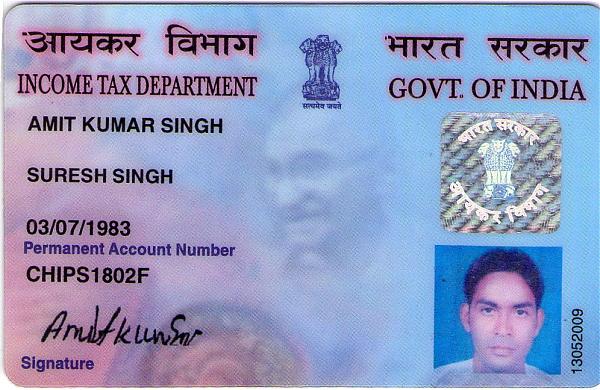 आयकर विभाग
INCOME TAX DEPARTMENT
सत्यमेव जयते
भारत सरकार
GOVT. OF INDIA
AMIT KUMAR SINGH
SURESH SINGH
03/07/1983
Permanent Account Number
CHIPS1802F
Signature
भारत सरकार
आयकर विभाग
13052009